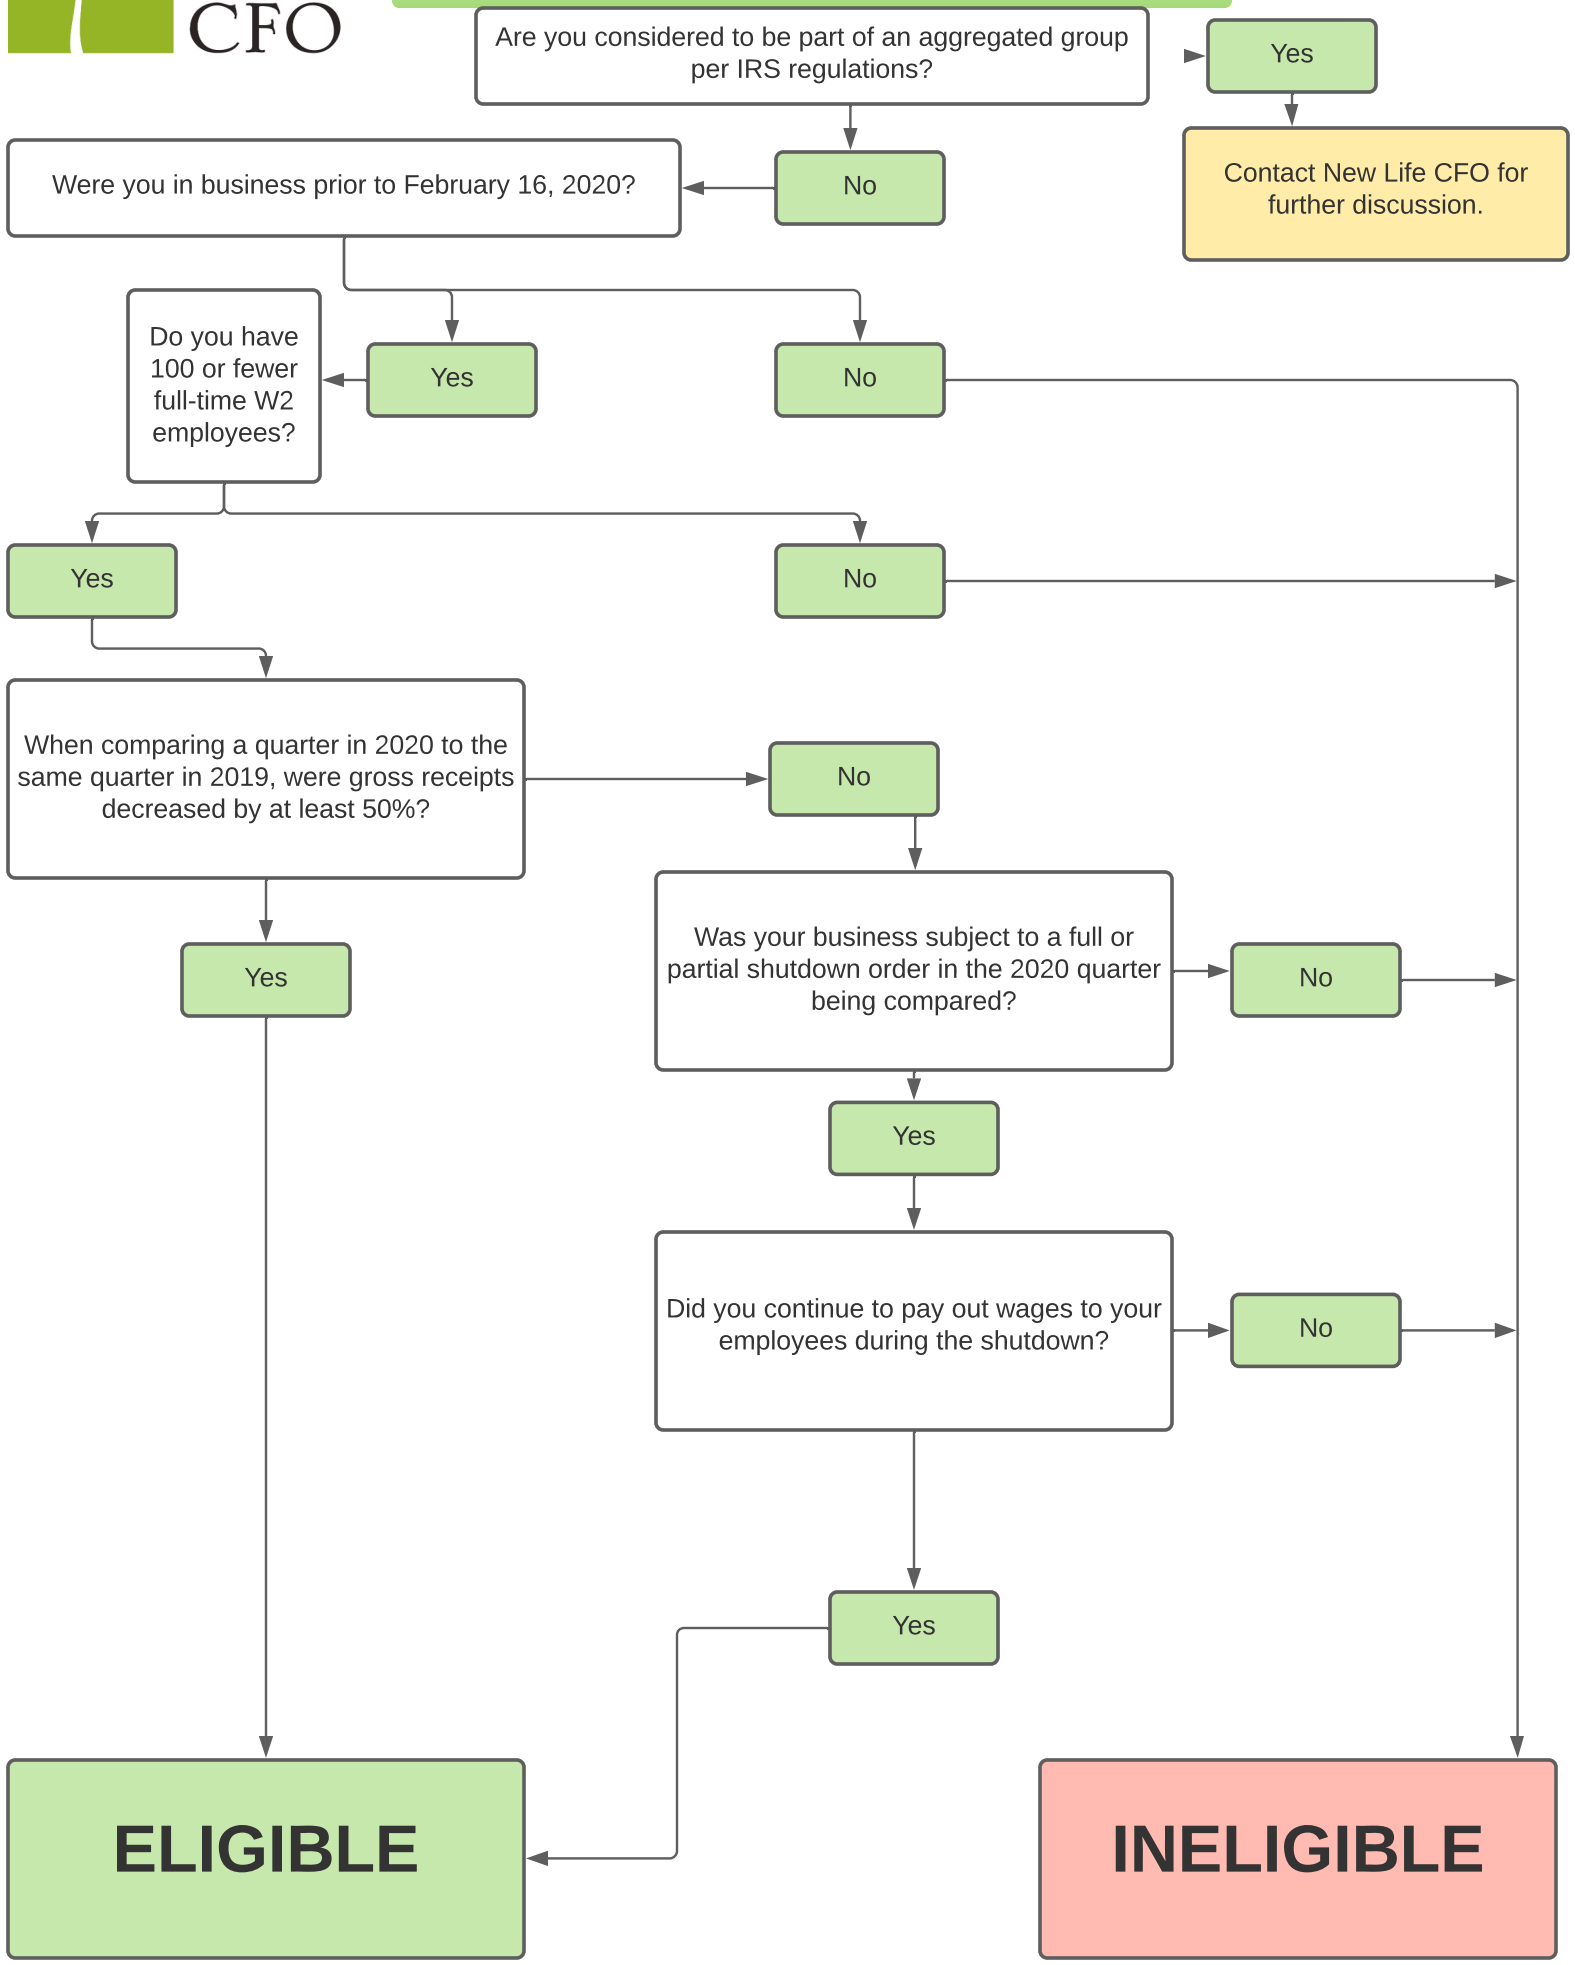 CFO
Are you considered to be part of an aggregated group
per IRS regulations?
Yes
Contact New Life CFO for
further discussion.
No
Were you in business prior to February 16, 2020?
Yes
No
Do you have
100 or fewer
full-time W2
employees?
Yes
No
When comparing a quarter in 2020 to the
same quarter in 2019, were gross receipts
decreased by at least 50%?
No
Yes
Was your business subject to a full or
partial shutdown order in the 2020 quarter
being compared?
No
Yes
Did you continue to pay out wages to your
employees during the shutdown?
No
Yes
ELIGIBLE
INELIGIBLE